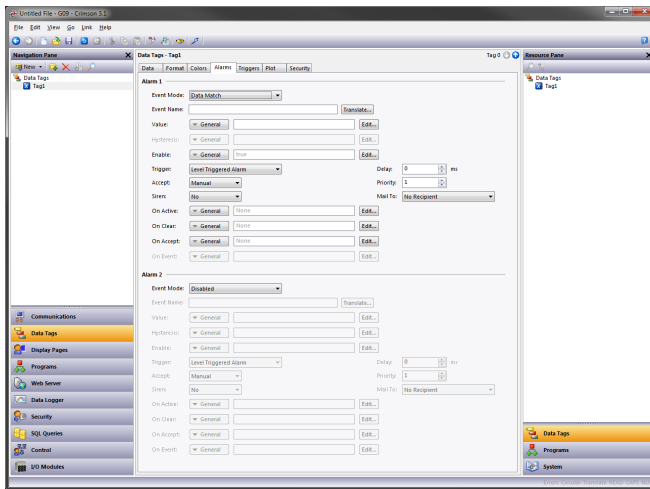 Untitled File - G09 - Crimson 3.1
File Edit View Go Link Help
Navigation Pane
New
Data Tags
Tag1
Communications
Data Tags
Display Pages
Programs
Web Server
Data Logger
Security
SQL Queries
Control
I/O Modules
Data Tags - Tag1 Tag 0
Data Format Colors Alarms Triggers Plot Security
Alarm 1
Event Mode: Data Match
Event Name: Translate...
Value: General Edit...
Hysteresis: General Edit...
Enable: General true Edit...
Trigger: Level Triggered Alarm Delay: 0 ms
Accept: Manual Priority: 1
Siren: No Mail To: No Recipient
On Active: General None Edit...
On Clear: General None Edit...
On Accept: General None Edit...
On Event: General Edit...
Alarm 2
Event Mode: Disabled
Event Name: Translate...
Value: General Edit...
Hysteresis: General Edit...
Enable: General Edit...
Trigger: Level Triggered Alarm Delay: 0 ms
Accept: Manual Priority: 1
Siren: No Mail To: No Recipient
On Active: General Edit...
On Clear: General Edit...
On Accept: General Edit...
On Event: General Edit...
Resource Pane
Data Tags
Tag1
Data Tags
Programs
System
Errors Circular Translate READ CAPS NUM